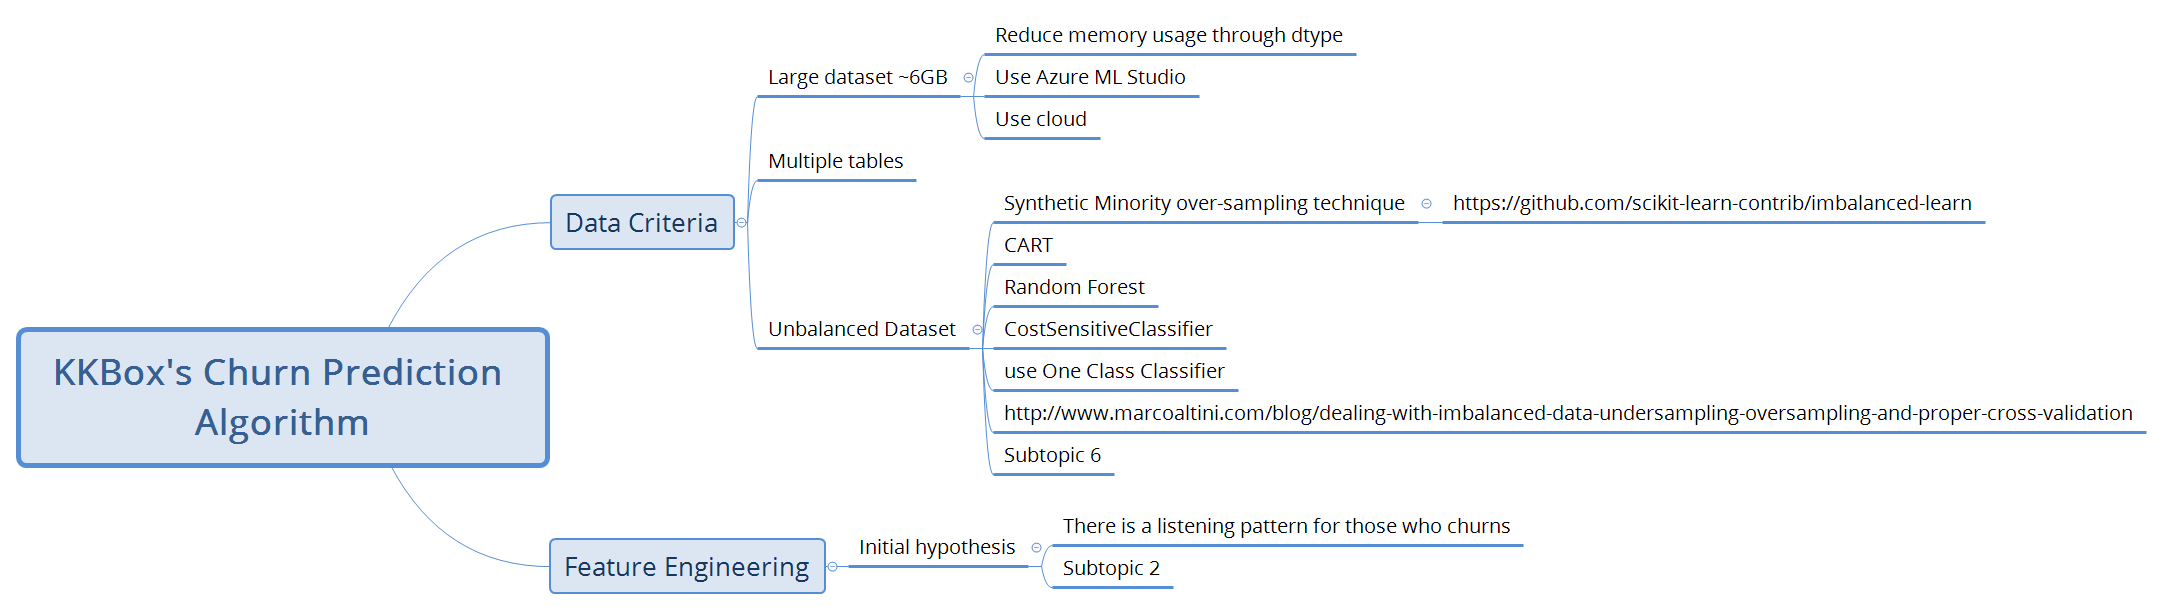 KKBox's Churn Prediction
Algorithm
Data Criteria
Large dataset ~6GB
Reduce memory usage through dtype
Use Azure ML Studio
Use cloud
Multiple tables
Unbalanced Dataset
Synthetic Minority over-sampling technique
https://github.com/scikit-learn-contrib/imbalanced-learn
CART
Random Forest
CostSensitiveClassifier
use One Class Classifier
http://www.marcoaltini.com/blog/dealing-with-imbalanced-data-undersampling-oversampling-and-proper-cross-validation
Subtopic 6
Feature Engineering
Initial hypothesis
There is a listening pattern for those who churns
Subtopic 2